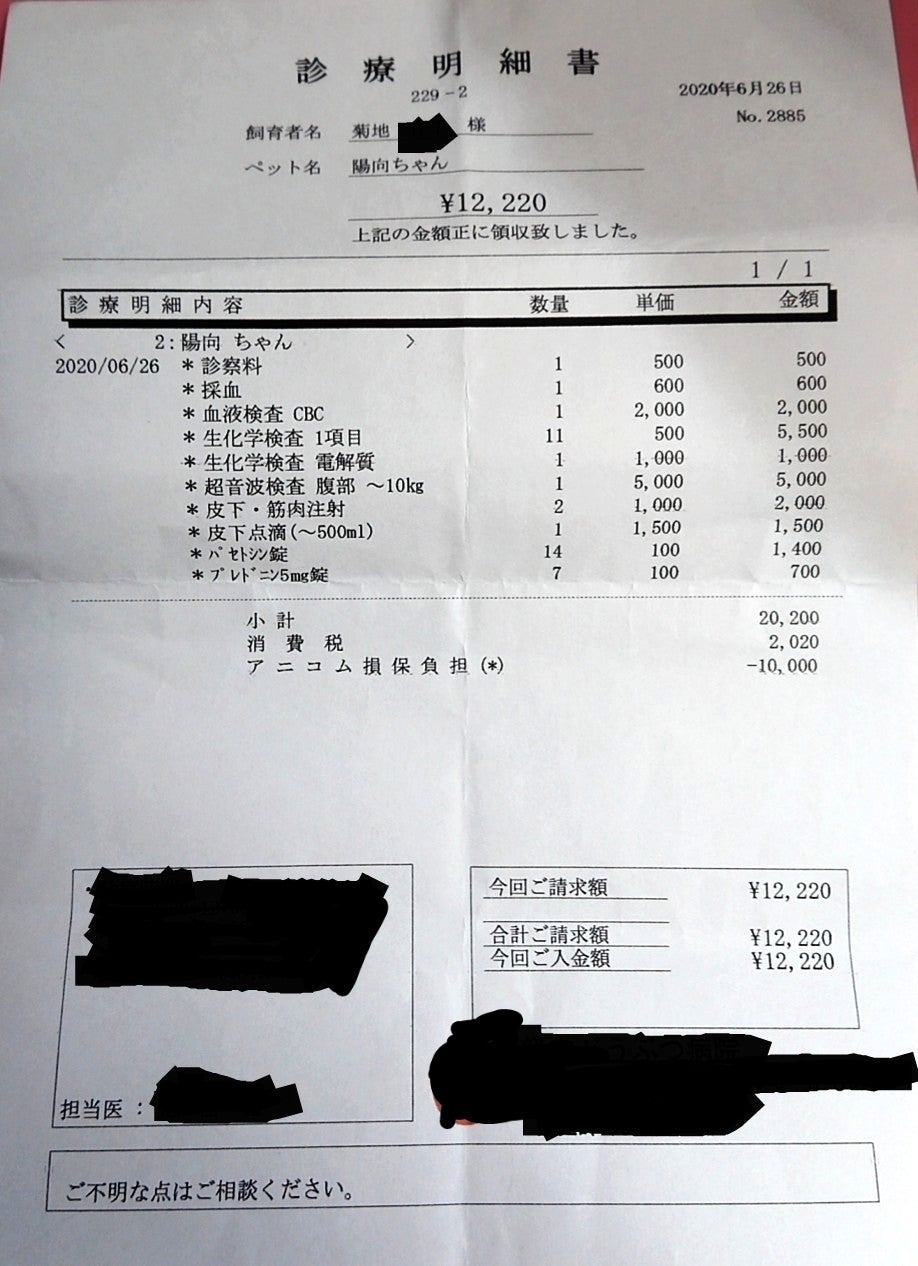 診療明細書
229-2
2020年6月26日
No. 2885
飼育者名 菊地 様
ペット名 陽向ちゃん
¥12,220
上記の金額正に領収致しました。
1 / 1
診療明細内容 数量 単価 金額
< 2:陽向 ちゃん >
2020/06/26 *診察料 1 500 500
*採血 1 600 600
*血液検査 CBC 1 2,000 2,000
*生化学検査 1項目 11 500 5,500
*生化学検査 電解質 1 1,000 1,000
*超音波検査 腹部 ～10kg 1 5,000 5,000
*皮下・筋肉注射 2 1,000 2,000
*皮下点滴(～500ml) 1 1,500 1,500
*ﾊﾟｾﾄｼﾝ錠 14 100 1,400
*ﾌﾟﾚﾄﾞﾆﾝ5mg錠 7 100 700
小計 20,200
消費税 2,020
アニコム損保負担(*) -10,000
今回ご請求額 ¥12,220
合計ご請求額 ¥12,220
今回ご入金額 ¥12,220
担当医：
ご不明な点はご相談ください。